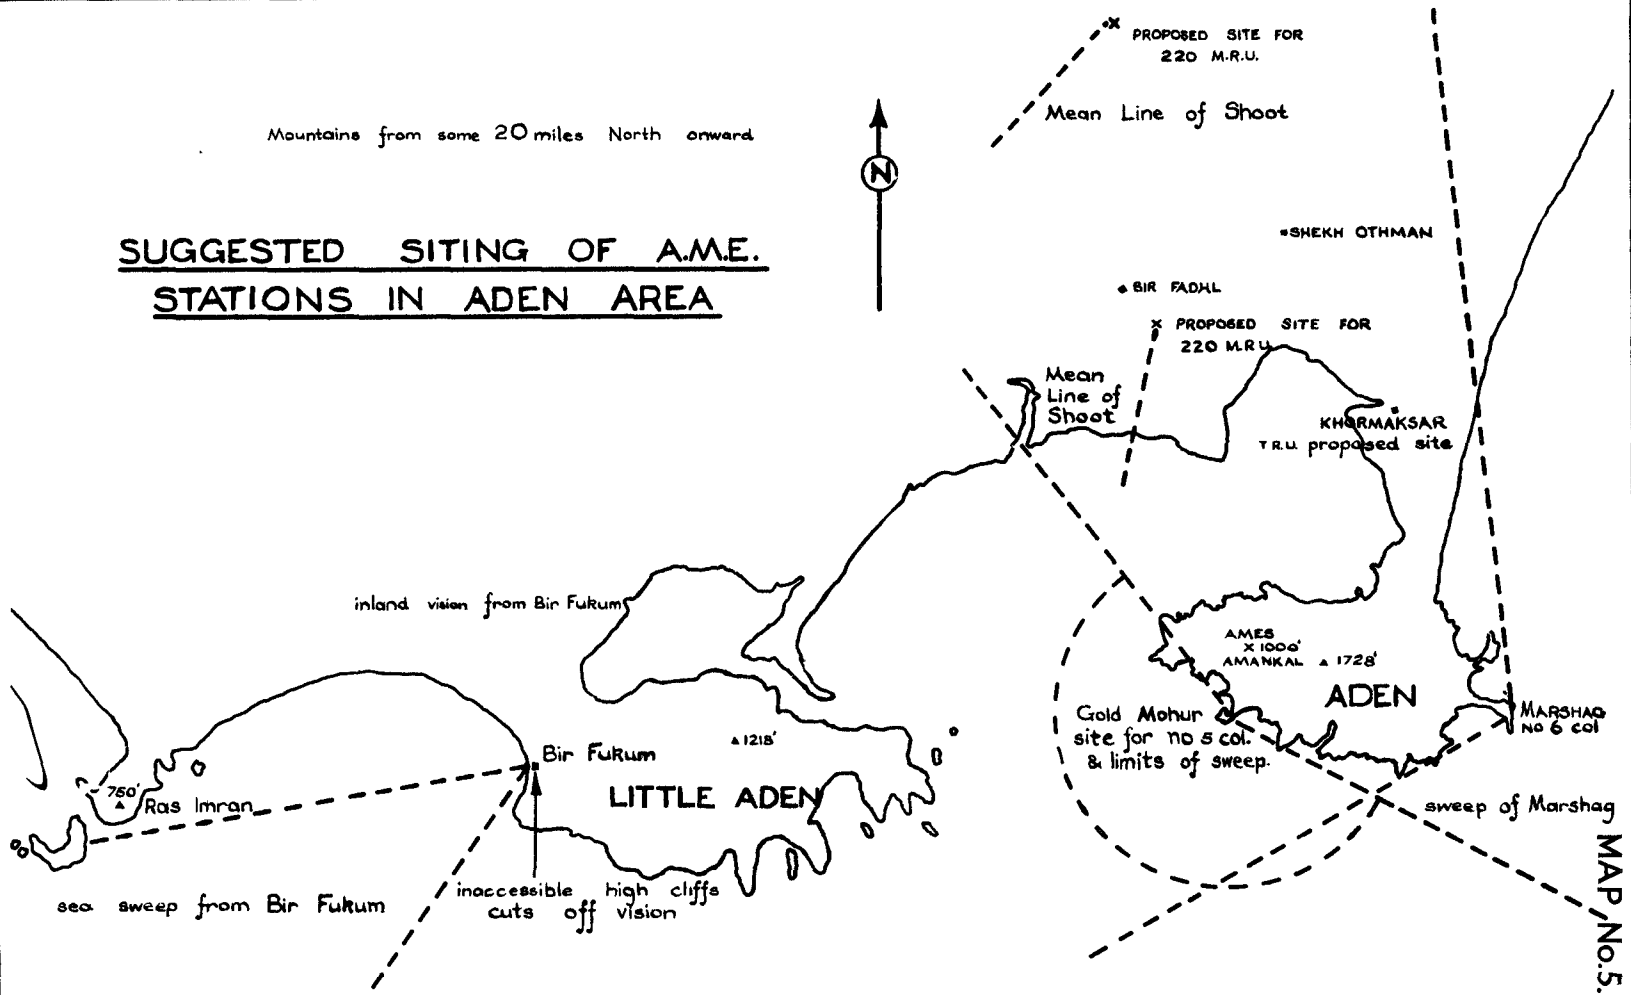 PROPOSED SITE FOR
220 M.R.U.
Mean Line of Shoot
Mountains from some 20 miles North onward
N
SUGGESTED SITING OF A.M.E.
STATIONS IN ADEN AREA
SHEKH OTHMAN
BIR FADHL
PROPOSED SITE FOR
220 M.R.U.
Mean
Line of
Shoot
KHORMAKSAR
T.R.U. proposed site
inland vision from Bir Fukum
AMES
X 1000'
AMANKAL
1728'
ADEN
Gold Mohur
site for no 5 col.
& limits of sweep.
MARSHAG
NO 6 col
1218'
Bir Fukum
LITTLE ADEN
750'
Ras Imran
sweep of Marshag
sea sweep from Bir Fukum
inaccessible high cliffs
cuts off vision
MAP No.5.